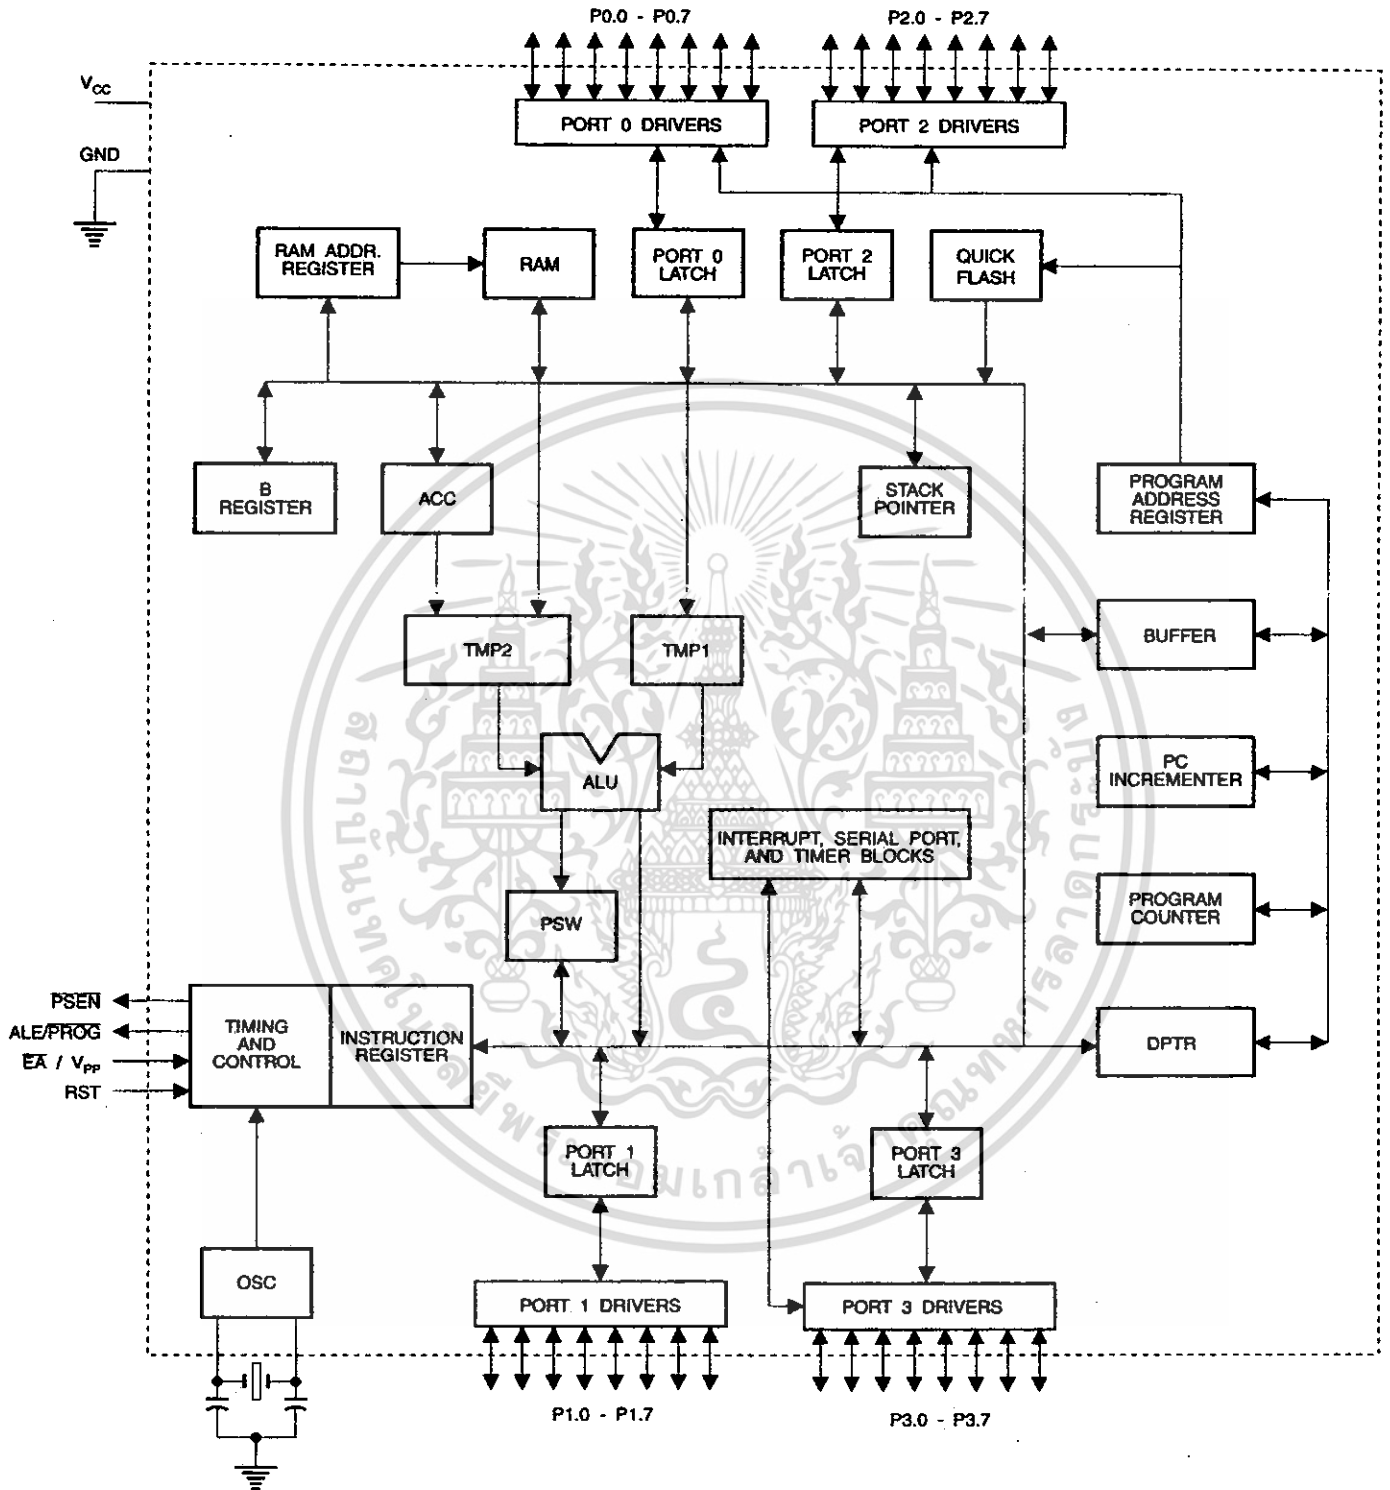 P0.0 - P0.7
P2.0 - P2.7
VCC
PORT 0 DRIVERS
PORT 2 DRIVERS
GND
RAM ADDR.
REGISTER
RAM
PORT 0
LATCH
PORT 2
LATCH
QUICK
FLASH
B
REGISTER
ACC
STACK
POINTER
PROGRAM
ADDRESS
REGISTER
TMP2
TMP1
BUFFER
ALU
PC
INCREMENTER
INTERRUPT, SERIAL PORT,
AND TIMER BLOCKS
PSW
PROGRAM
COUNTER
PSEN
ALE/PROG
EA / VPP
RST
TIMING
AND
CONTROL
INSTRUCTION
REGISTER
DPTR
PORT 1
LATCH
PORT 3
LATCH
OSC
PORT 1 DRIVERS
PORT 3 DRIVERS
P1.0 - P1.7
P3.0 - P3.7